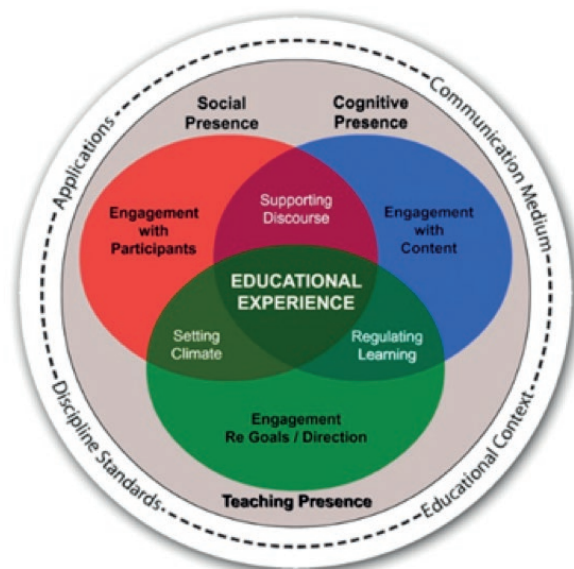 Applications
Communication Medium
Social
Presence
Cognitive
Presence
Engagement
with
Participants
Supporting
Discourse
Engagement
with
Content
EDUCATIONAL
EXPERIENCE
Setting
Climate
Regulating
Learning
Engagement
Re Goals / Direction
Teaching Presence
Discipline Standards
Educational Context